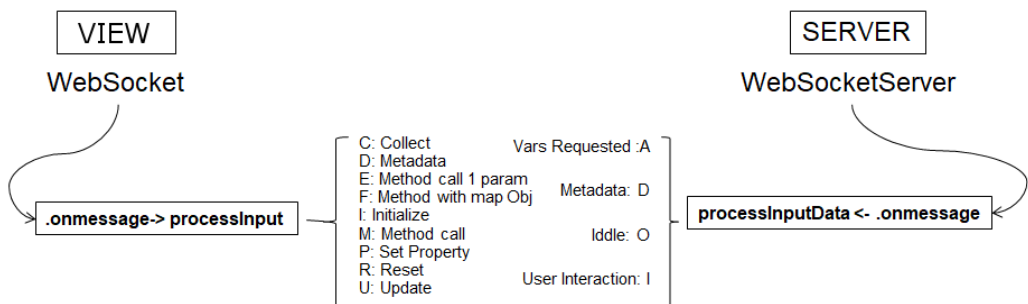 VIEW
SERVER
WebSocket
WebSocketServer
C: Collect
D: Metadata
E: Method call 1 param
F: Method with map Obj
I: Initialize
M: Method call
P: Set Property
R: Reset
U: Update
Vars Requested :A
Metadata: D
Iddle: O
User Interaction: I
.onmessage-> processInput
processInputData <- .onmessage